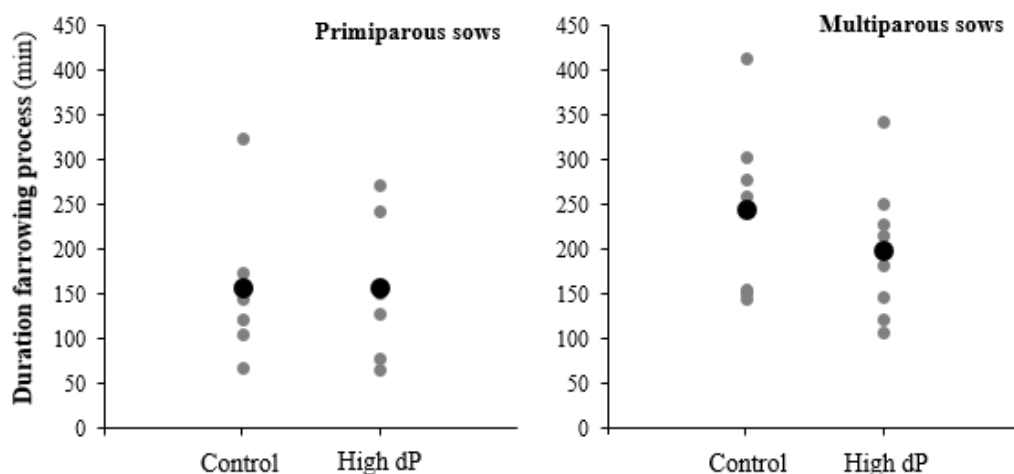 Duration farrowing process (min)
Primiparous sows
450
400
350
300
250
200
150
100
50
0
Control
High dP
Multiparous sows
450
400
350
300
250
200
150
100
50
0
Control
High dP